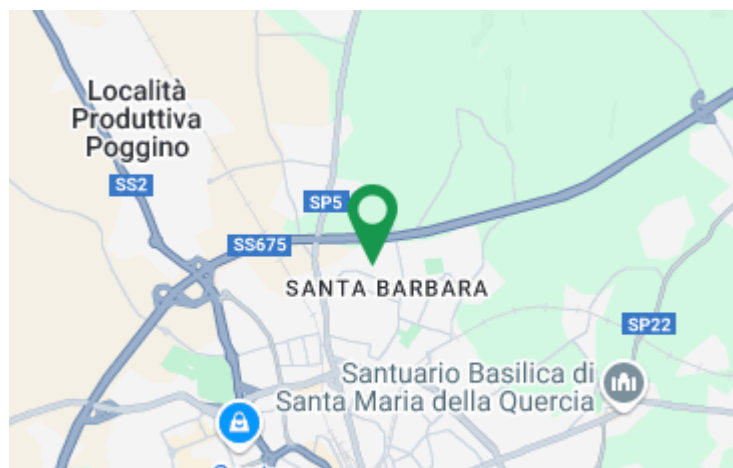 Località
Produttiva
Poggino
SS2
SP5
SS675
SANTA BARBARA
SP22
Santuario Basilica di
Santa Maria della Quercia